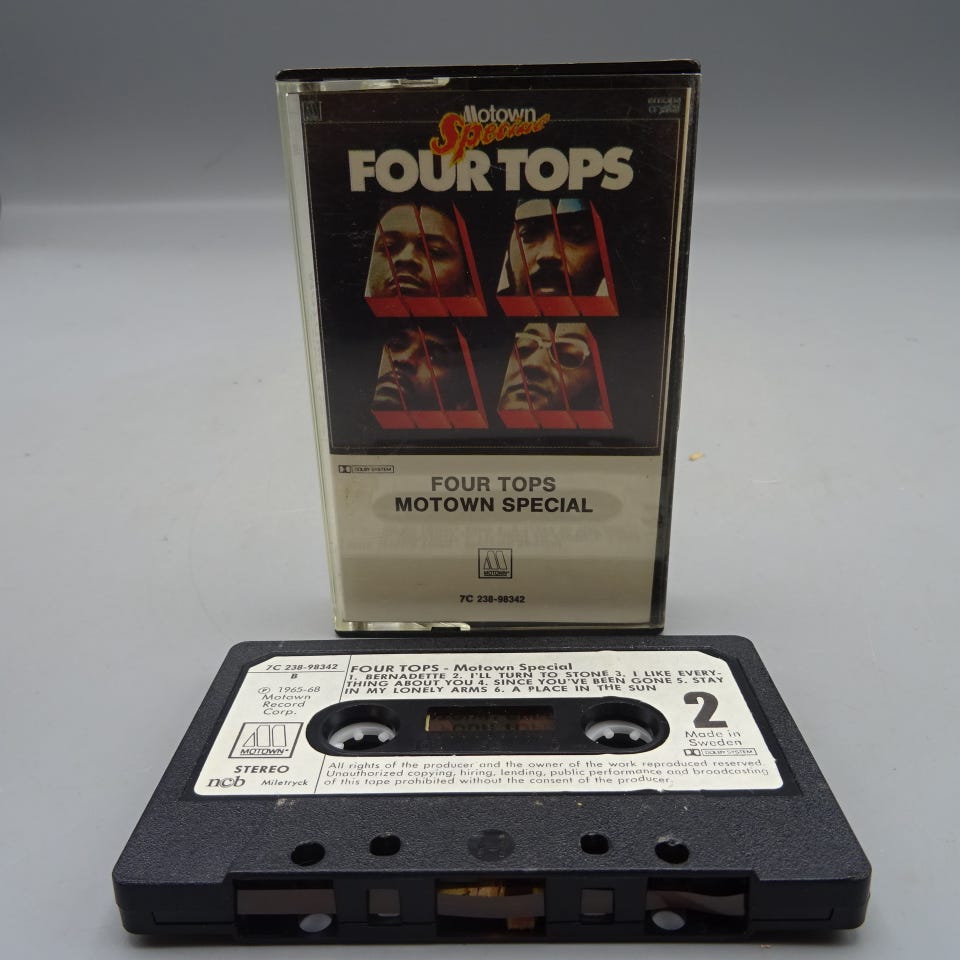 Motown
Special
FOUR TOPS
DOLBY SYSTEM
FOUR TOPS
MOTOWN SPECIAL
MOTOWN
7C 238-98342
7C 238-98342
B
FOUR TOPS - Motown Special
1. BERNADETTE 2. I'LL TURN TO STONE 3. I LIKE EVERY-
THING ABOUT YOU 4. SINCE YOU'VE BEEN GONE 5. STAY
IN MY LONELY ARMS 6. A PLACE IN THE SUN
℗ 1965-68
Motown
Record
Corp.
MOTOWN
STEREO
ncb Miletryck
2
Made in
Sweden
DOLBY SYSTEM
All rights of the producer and the owner of the work reproduced reserved.
Unauthorized copying, hiring, lending, public performance and broadcasting
of this tape prohibited without the consent of the producer.